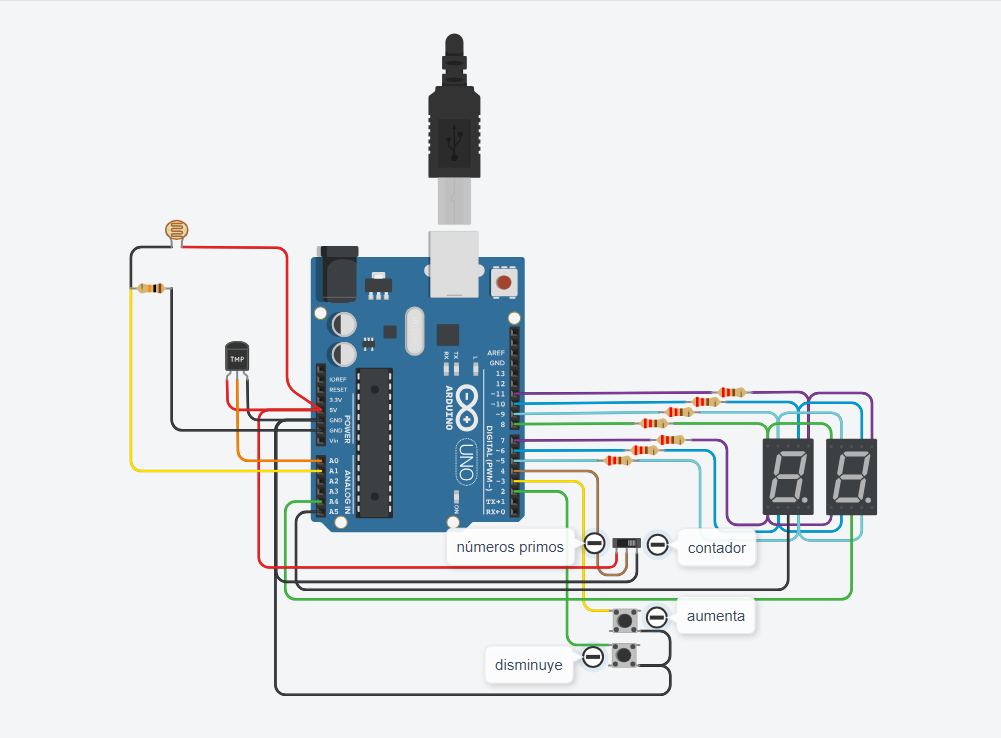 TMP
IOREF
RESET
3.3V
5V
GND
GND
Vin
POWER
A0
A1
A2
A3
A4
A5
ANALOG IN
RX
TX
L
ARDUINO
UNO
ON
AREF
GND
13
12
~11
~10
~9
8
7
~6
~5
4
~3
2
TX→1
RX←0
DIGITAL (PWM~)
números primos
contador
aumenta
disminuye